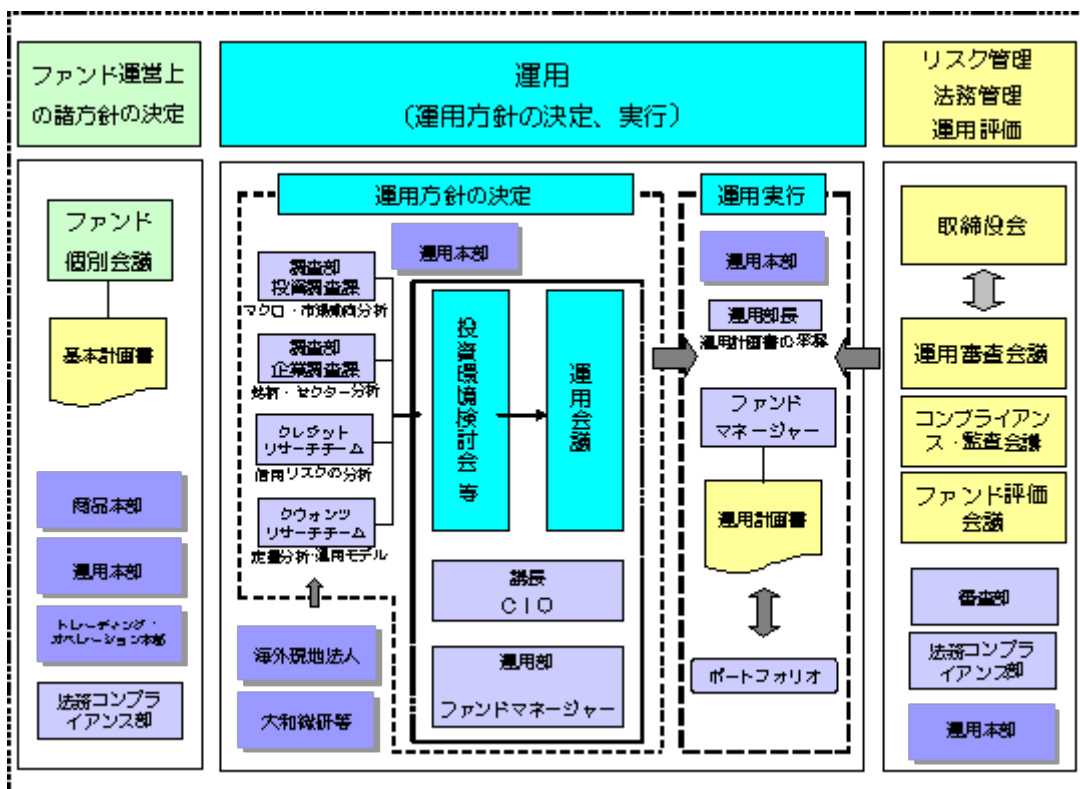 ファンド運営上
の諸方針の決定
ファンド
個別会議
基本計画書
商品本部
運用本部
トレーディング・
オペレーション本部
法務コンプラ
イアンス部
運用
(運用方針の決定、実行)
運用方針の決定
運用本部
調査部
投資調査課
マクロ・市場動向分析
調査部
企業調査課
銘柄・セクター分析
クレジット
リサーチチーム
信用リスクの分析
クウォンツ
リサーチチーム
定量分析・運用モデル
海外現地法人
大和総研等
投資環境検討会 等
運用会議
議長
CIO
運用部
ファンドマネージャー
運用実行
運用本部
運用部長
運用計画書の承認
ファンド
マネージャー
運用計画書
ポートフォリオ
リスク管理
法務管理
運用評価
取締役会
運用審査会議
コンプライアン
ス・監査会議
ファンド評価
会議
審査部
法務コンプラ
イアンス部
運用本部